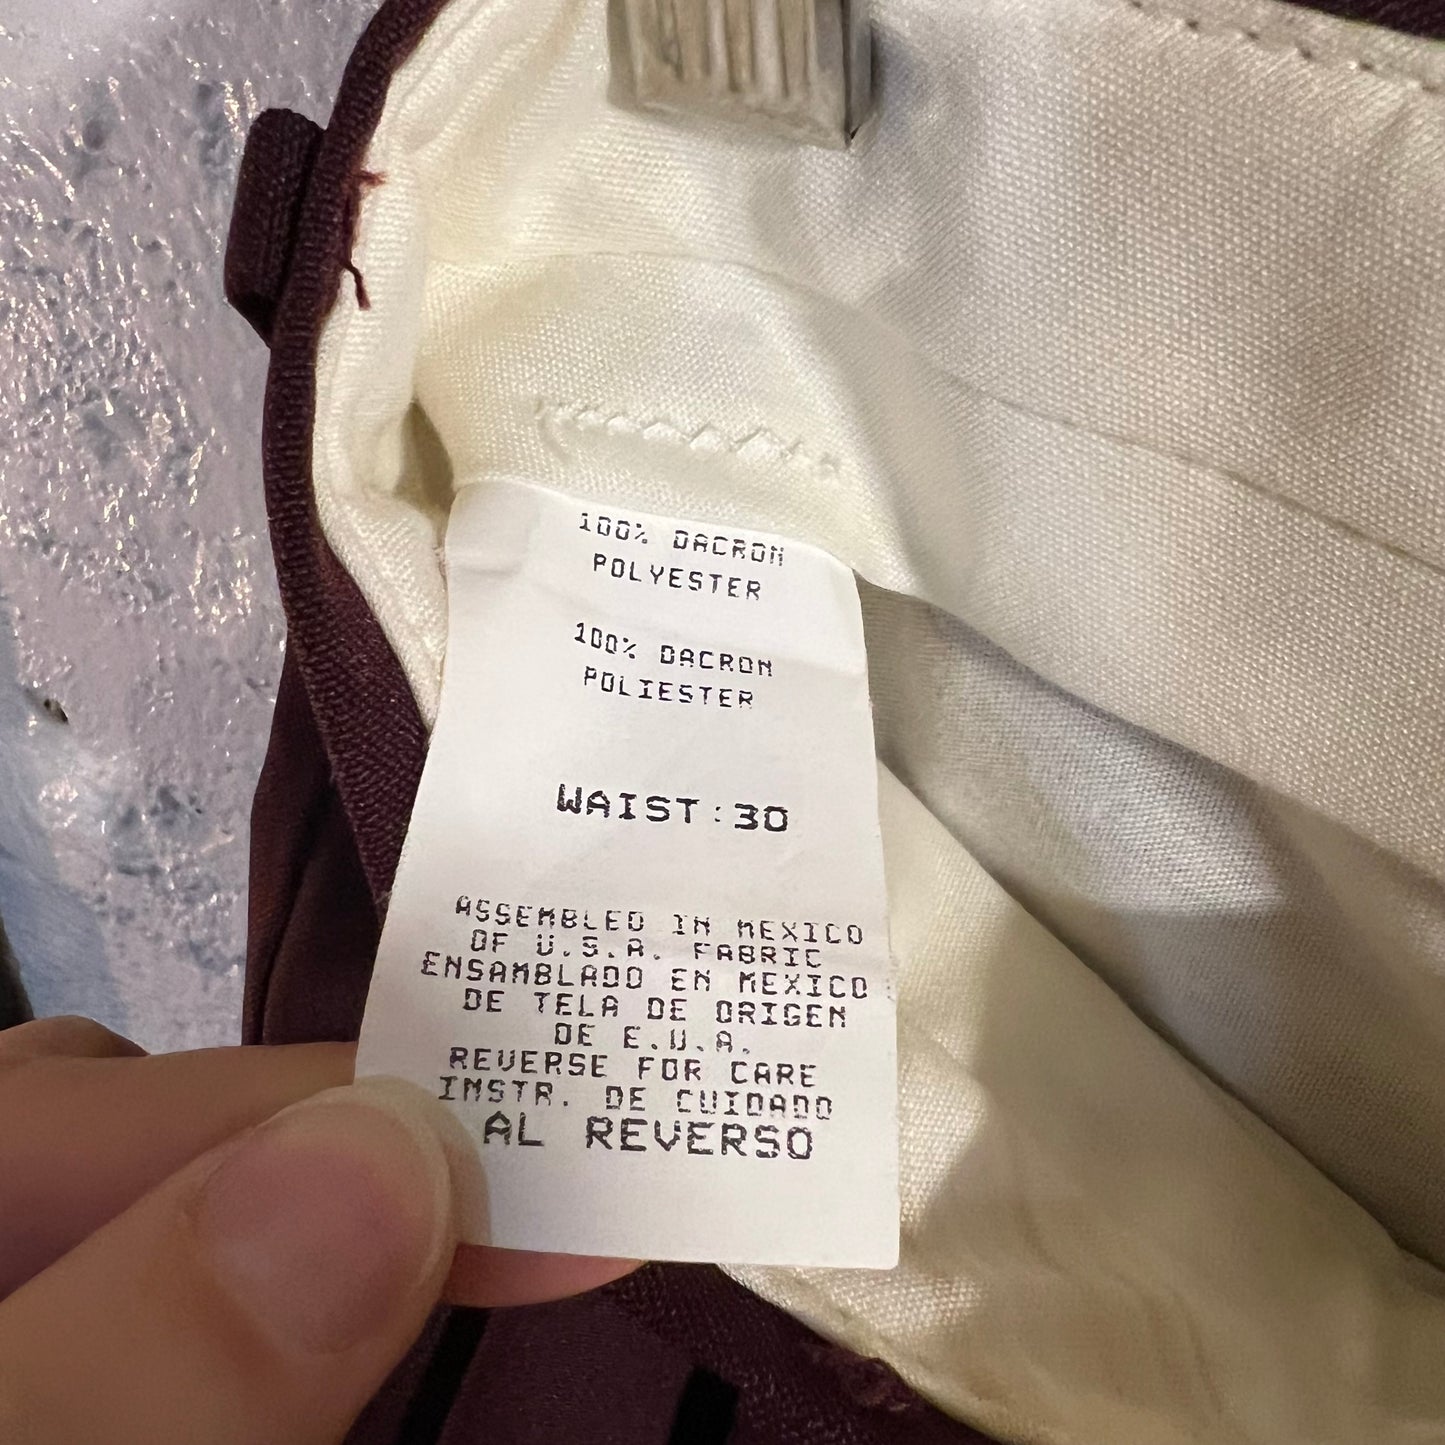 100% DACRON
POLYESTER
100% DACRON
POLIESTER
WAIST:30
ASSEMBLED IN MEXICO
OF U.S.A. FABRIC
ENSAMBLADO EN MEXICO
DE TELA DE ORIGEN
DE E.U.A.
REVERSE FOR CARE
INSTR. DE CUIDADO
AL REVERSO